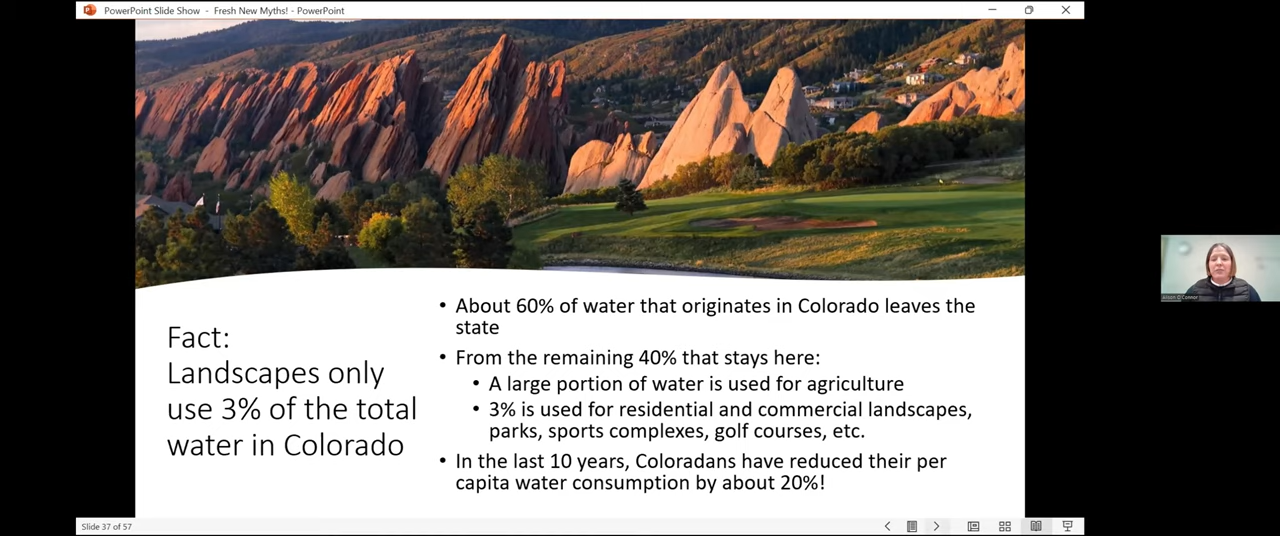 PowerPoint Slide Show - Fresh New Myths! - PowerPoint
Fact:
Landscapes only
use 3% of the total
water in Colorado
• About 60% of water that originates in Colorado leaves the
state
• From the remaining 40% that stays here:
• A large portion of water is used for agriculture
• 3% is used for residential and commercial landscapes,
parks, sports complexes, golf courses, etc.
• In the last 10 years, Coloradans have reduced their per
capita water consumption by about 20%!
Alison O'Connor
Slide 37 of 57